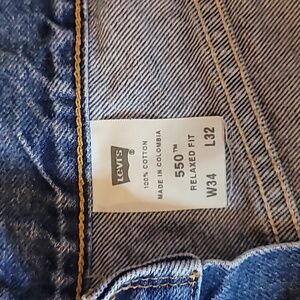 Levi's
®
100% COTTON
MADE IN COLOMBIA
550™
RELAXED FIT
W34 L32